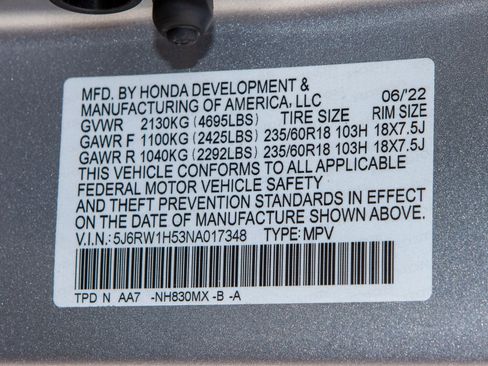 MFD. BY HONDA DEVELOPMENT &
MANUFACTURING OF AMERICA, LLC 06/'22
GVWR 2130KG (4695LBS) TIRE SIZE RIM SIZE
GAWR F 1100KG (2425LBS) 235/60R18 103H 18X7.5J
GAWR R 1040KG (2292LBS) 235/60R18 103H 18X7.5J
THIS VEHICLE CONFORMS TO ALL APPLICABLE
FEDERAL MOTOR VEHICLE SAFETY
AND THEFT PREVENTION STANDARDS IN EFFECT
ON THE DATE OF MANUFACTURE SHOWN ABOVE.
V.I.N.: 5J6RW1H53NA017348 TYPE: MPV
TPD N AA7 -NH830MX -B -A